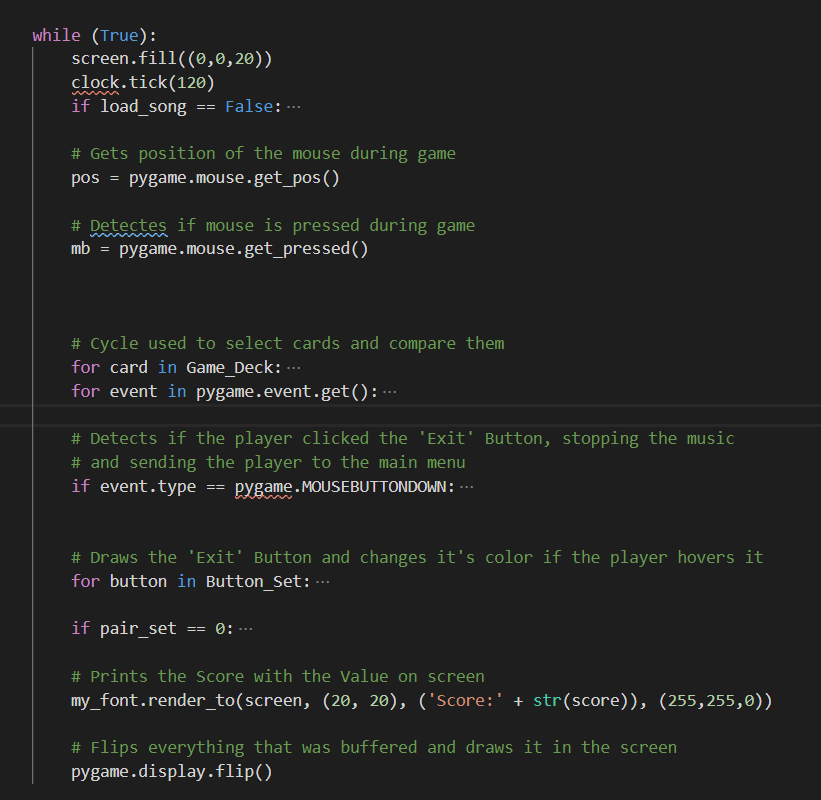 while (True):
screen.fill((0,0,20))
clock.tick(120)
if load_song == False:···
# Gets position of the mouse during game
pos = pygame.mouse.get_pos()
# Detectes if mouse is pressed during game
mb = pygame.mouse.get_pressed()
# Cycle used to select cards and compare them
for card in Game_Deck:···
for event in pygame.event.get():···
# Detects if the player clicked the 'Exit' Button, stopping the music
# and sending the player to the main menu
if event.type == pygame.MOUSEBUTTONDOWN:···
# Draws the 'Exit' Button and changes it's color if the player hovers it
for button in Button_Set:···
if pair_set == 0:···
# Prints the Score with the Value on screen
my_font.render_to(screen, (20, 20), ('Score:' + str(score)), (255,255,0))
# Flips everything that was buffered and draws it in the screen
pygame.display.flip()